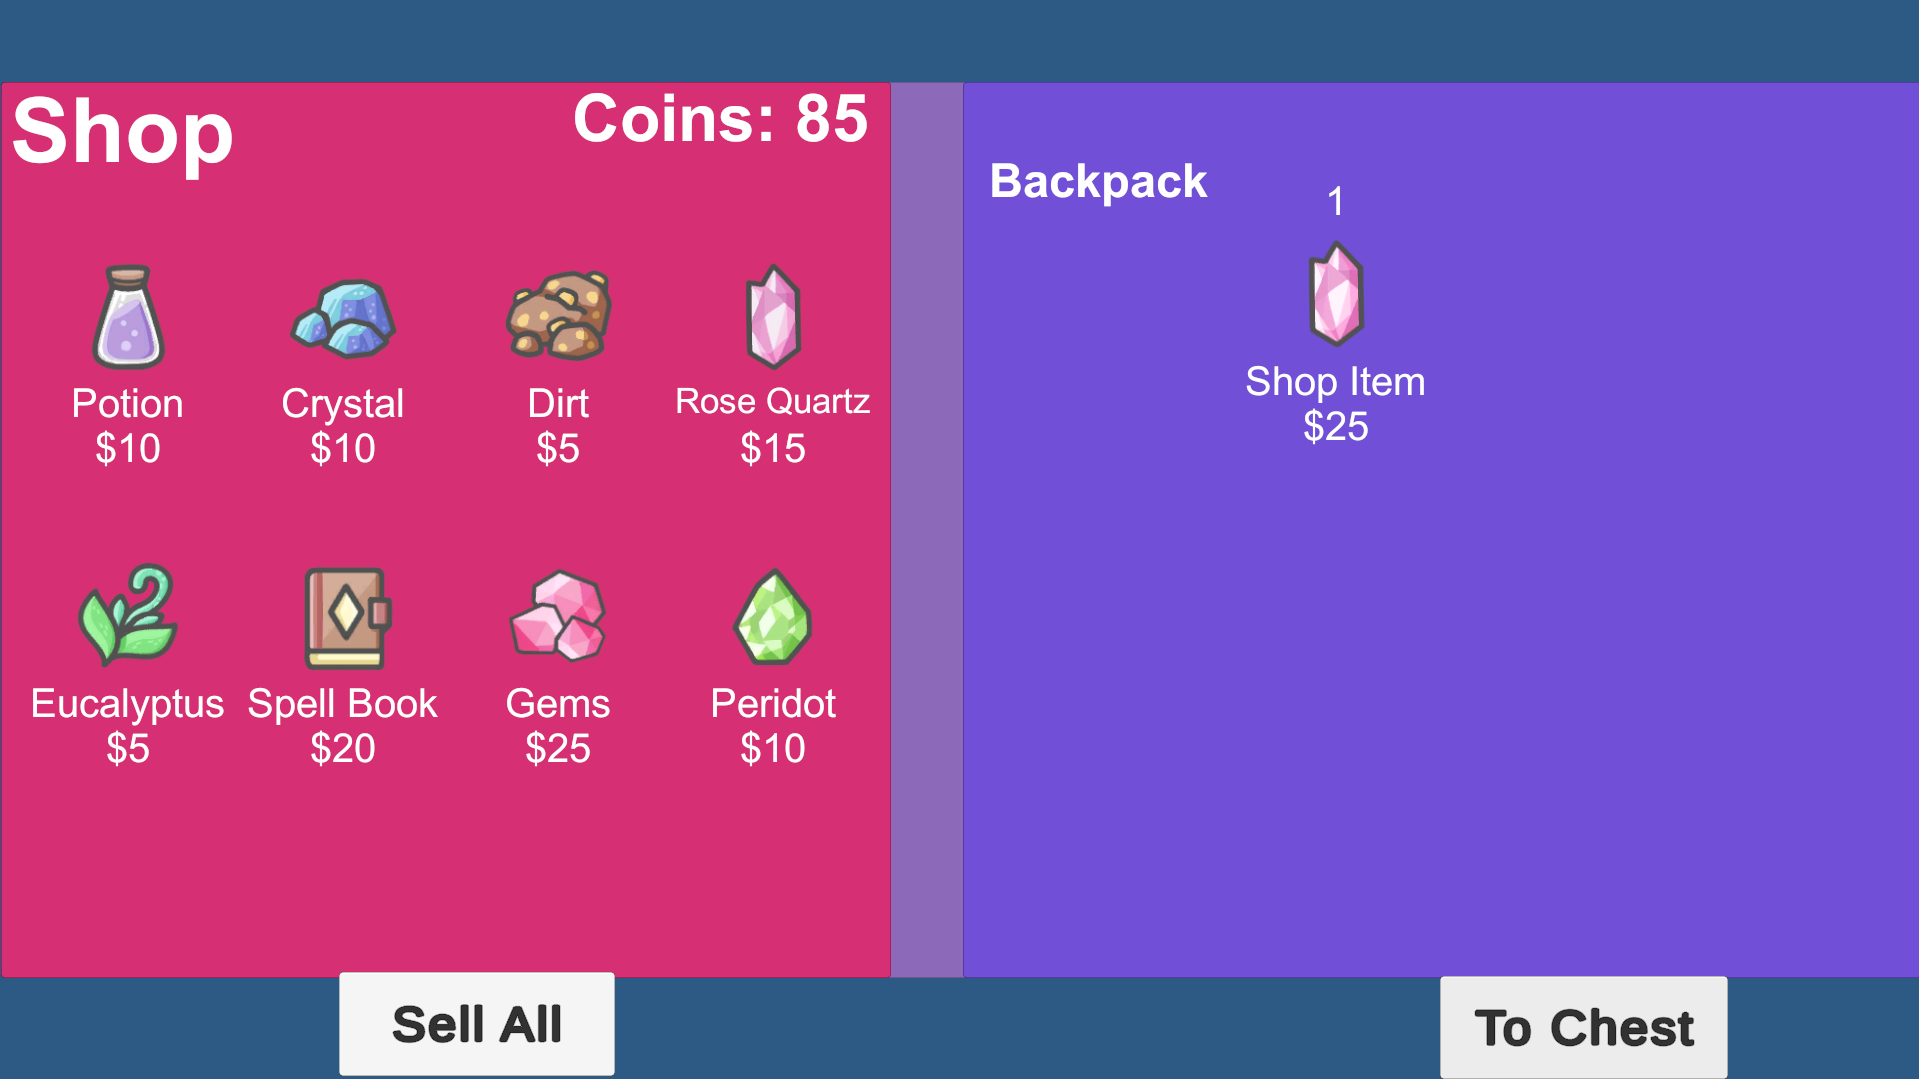 Shop
Coins: 85
Potion
$10
Crystal
$10
Dirt
$5
Rose Quartz
$15
Eucalyptus
$5
Spell Book
$20
Gems
$25
Peridot
$10
Sell All
Backpack
1
Shop Item
$25
To Chest